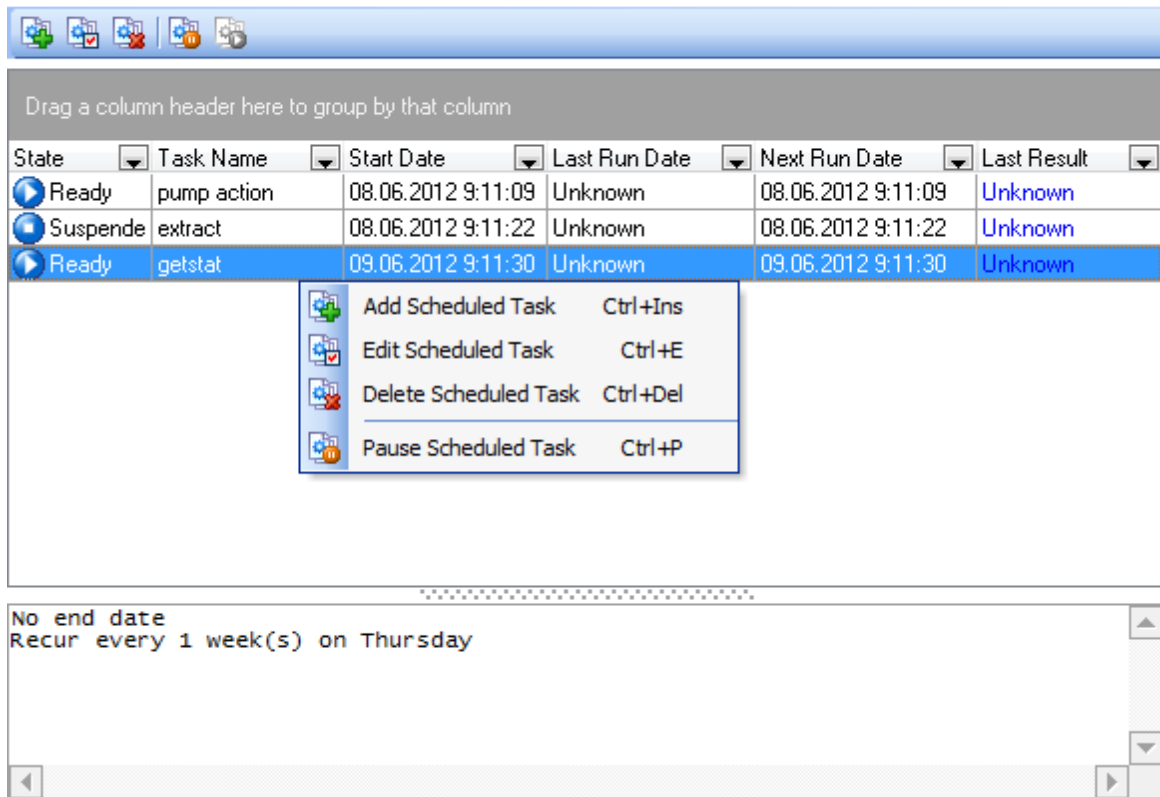 Drag a column header here to group by that column
State Task Name Start Date Last Run Date Next Run Date Last Result
Ready pump action 08.06.2012 9:11:09 Unknown 08.06.2012 9:11:09 Unknown
Suspende extract 08.06.2012 9:11:22 Unknown 08.06.2012 9:11:22 Unknown
Ready getstat 09.06.2012 9:11:30 Unknown 09.06.2012 9:11:30 Unknown
Add Scheduled Task Ctrl+Ins
Edit Scheduled Task Ctrl+E
Delete Scheduled Task Ctrl+Del
Pause Scheduled Task Ctrl+P
No end date
Recur every 1 week(s) on Thursday